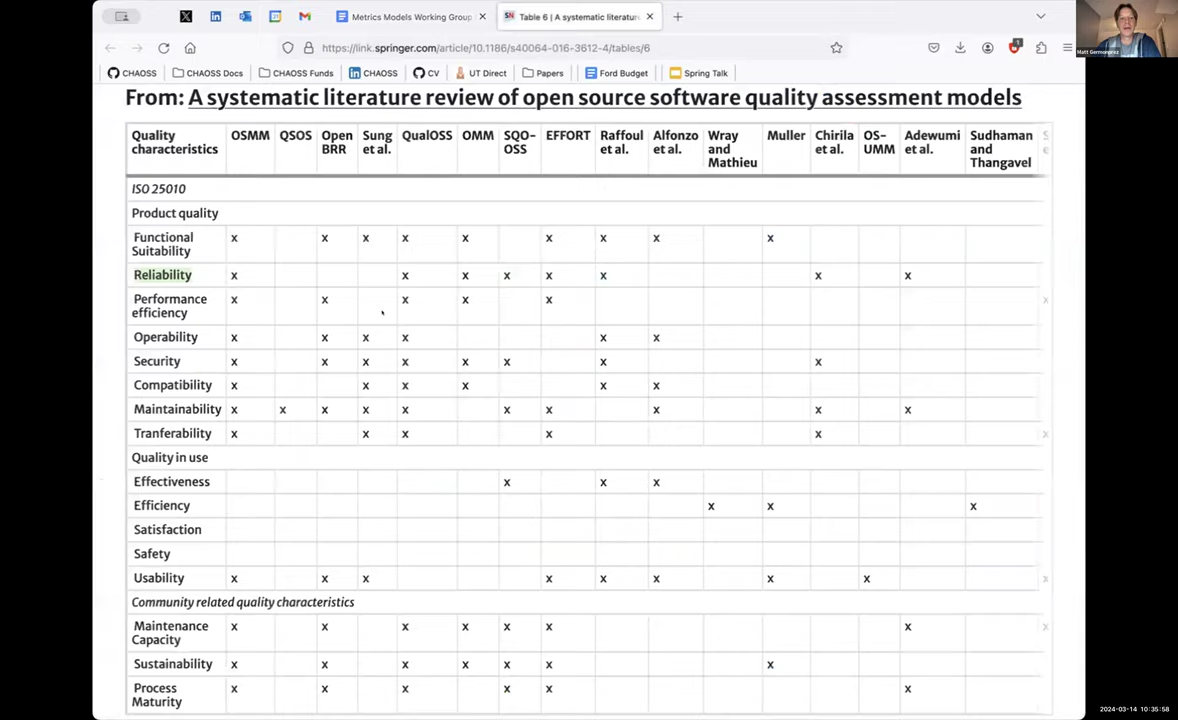 Metrics Models Working Group
Table 6 | A systematic literatur
https://link.springer.com/article/10.1186/s40064-016-3612-4/tables/6
CHAOSS CHAOSS Docs CHAOSS Funds CHAOSS CV UT Direct Papers Ford Budget Spring Talk
Matt Germonprez
From: A systematic literature review of open source software quality assessment models
Quality characteristics OSMM QSOS Open BRR Sung et al. QualOSS OMM SQO-OSS EFFORT Raffoul et al. Alfonzo et al. Wray and Mathieu Muller Chirila et al. OS-UMM Adewumi et al. Sudhaman and Thangavel
ISO 25010
Product quality
Functional Suitability x x x x x x x x x
Reliability x x x x x x x x
Performance efficiency x x x x x x
Operability x x x x x x
Security x x x x x x x x
Compatibility x x x x x x
Maintainability x x x x x x x x x x
Tranferability x x x x x x
Quality in use
Effectiveness x x x
Efficiency x x x
Satisfaction
Safety
Usability x x x x x x x x x
Community related quality characteristics
Maintenance Capacity x x x x x x x x
Sustainability x x x x x x x
Process Maturity x x x x x x
2024-03-14 10:35:58